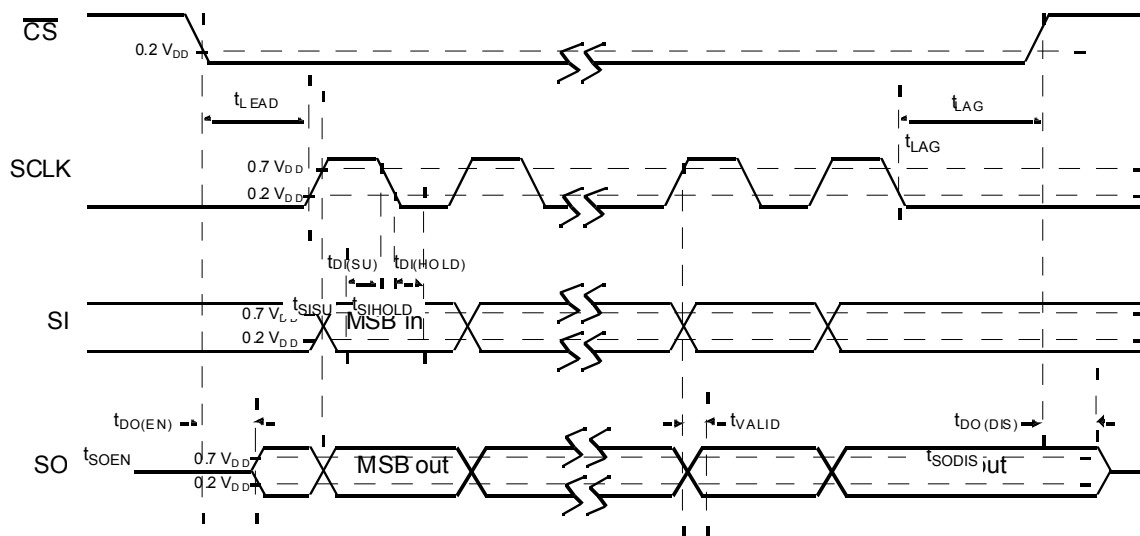 CS
0.2 VDD
tLEAD
tLAG
tLAG
SCLK
0.7 VDD
0.2 VDD
tDI(SU)
tDI(HOLD)
tSISU
tSIHOLD
SI
0.7
MSB in
0.2 VDD
tDO(EN)
tVALID
tDO(DIS)
tSOEN
SO
0.7 VDD
MSB out
tSODIS
out
0.2 VDD